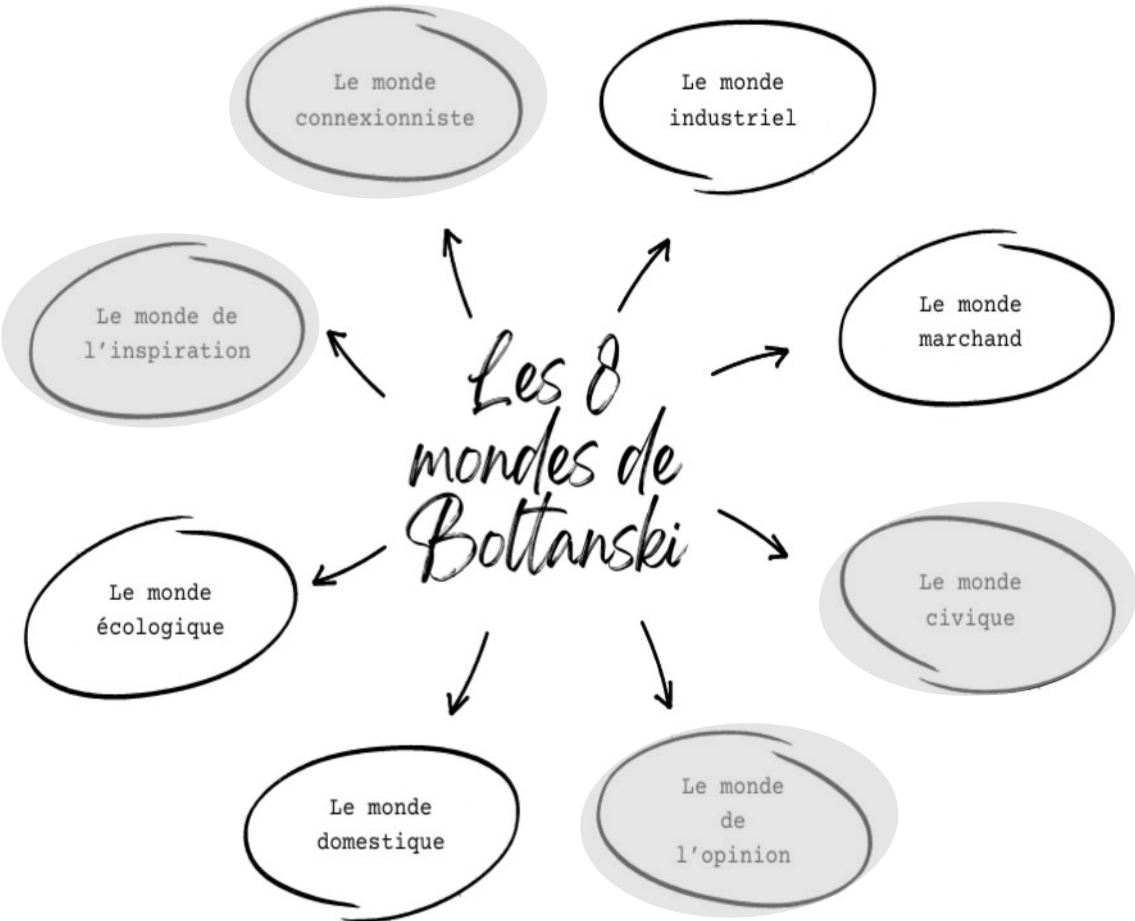 Le monde
connexionniste
Le monde
industriel
Le monde de
l’inspiration
Le monde
marchand
Les 8
mondes de
Boltanski
Le monde
écologique
Le monde
civique
Le monde
domestique
Le monde
de
l’opinion